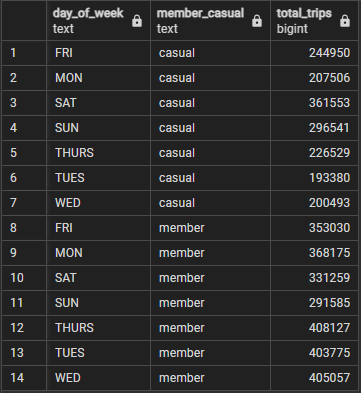 day_of_week text member_casual text total_trips bigint
1 FRI casual 244950
2 MON casual 207506
3 SAT casual 361553
4 SUN casual 296541
5 THURS casual 226529
6 TUES casual 193380
7 WED casual 200493
8 FRI member 353030
9 MON member 368175
10 SAT member 331259
11 SUN member 291585
12 THURS member 408127
13 TUES member 403775
14 WED member 405057